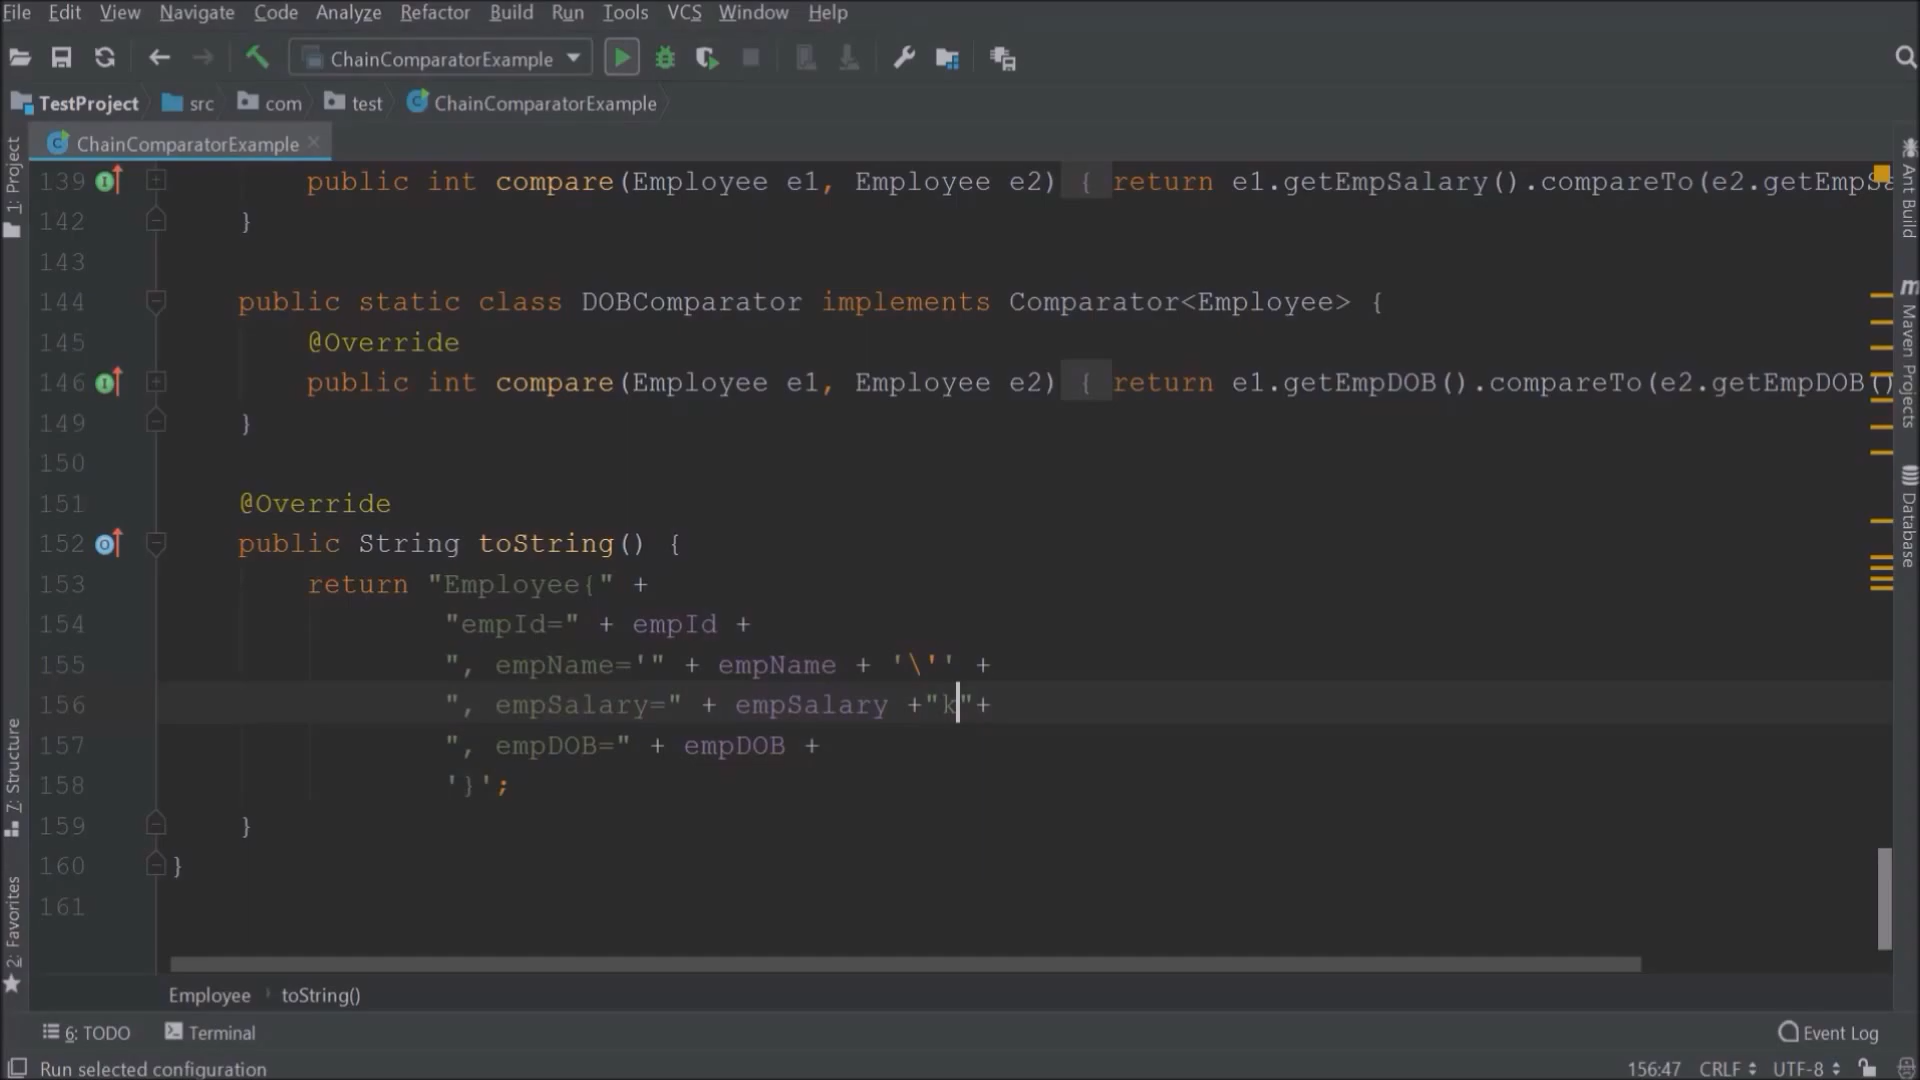 File Edit View Navigate Code Analyze Refactor Build Run Tools VCS Window Help
ChainComparatorExample
TestProject src com test ChainComparatorExample
ChainComparatorExample
1: Project
7: Structure
2: Favorites
139 public int compare(Employee e1, Employee e2) { return e1.getEmpSalary().compareTo(e2.getEmpSa
142 }
143
144 public static class DOBComparator implements Comparator<Employee> {
145 @Override
146 public int compare(Employee e1, Employee e2) { return e1.getEmpDOB().compareTo(e2.getEmpDOB()
149 }
150
151 @Override
152 public String toString() {
153 return "Employee{" +
154 "empId=" + empId +
155 ", empName='" + empName + '\'' +
156 ", empSalary=" + empSalary +"k"+
157 ", empDOB=" + empDOB +
158 '}';
159 }
160 }
161
Ant Build
m Maven Projects
Database
Employee toString()
6: TODO Terminal Event Log
Run selected configuration 156:47 CRLF UTF-8